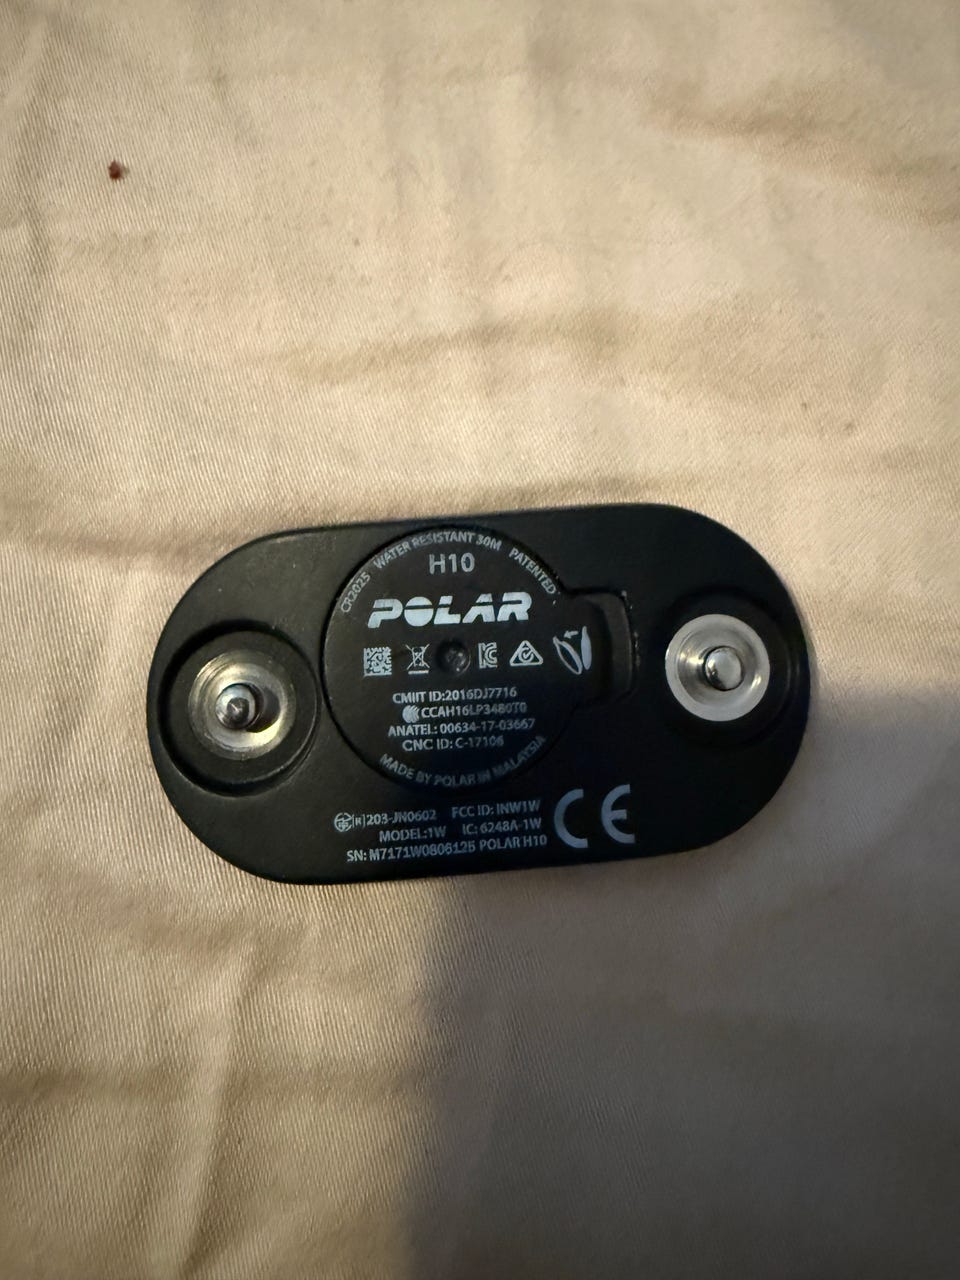 CR2025 WATER RESISTANT 30M PATENTED
H10
POLAR
CMIIT ID:2016DJ7716
CCAH16LP3480T0
ANATEL: 00634-17-03667
CNC ID: C-17106
MADE BY POLAR IN MALAYSIA
[R] 203-JN0602 FCC ID: INW1W
MODEL:1W IC: 6248A-1W
SN: M7171W0806125 POLAR H10
CE